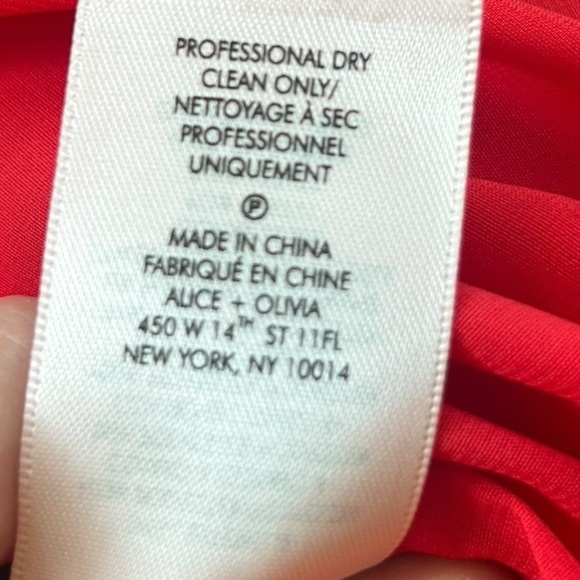 PROFESSIONAL DRY
CLEAN ONLY/
NETTOYAGE À SEC
PROFESSIONNEL
UNIQUEMENT
Ⓟ
MADE IN CHINA
FABRIQUÉ EN CHINE
ALICE + OLIVIA
450 W 14TH ST 11FL
NEW YORK, NY 10014